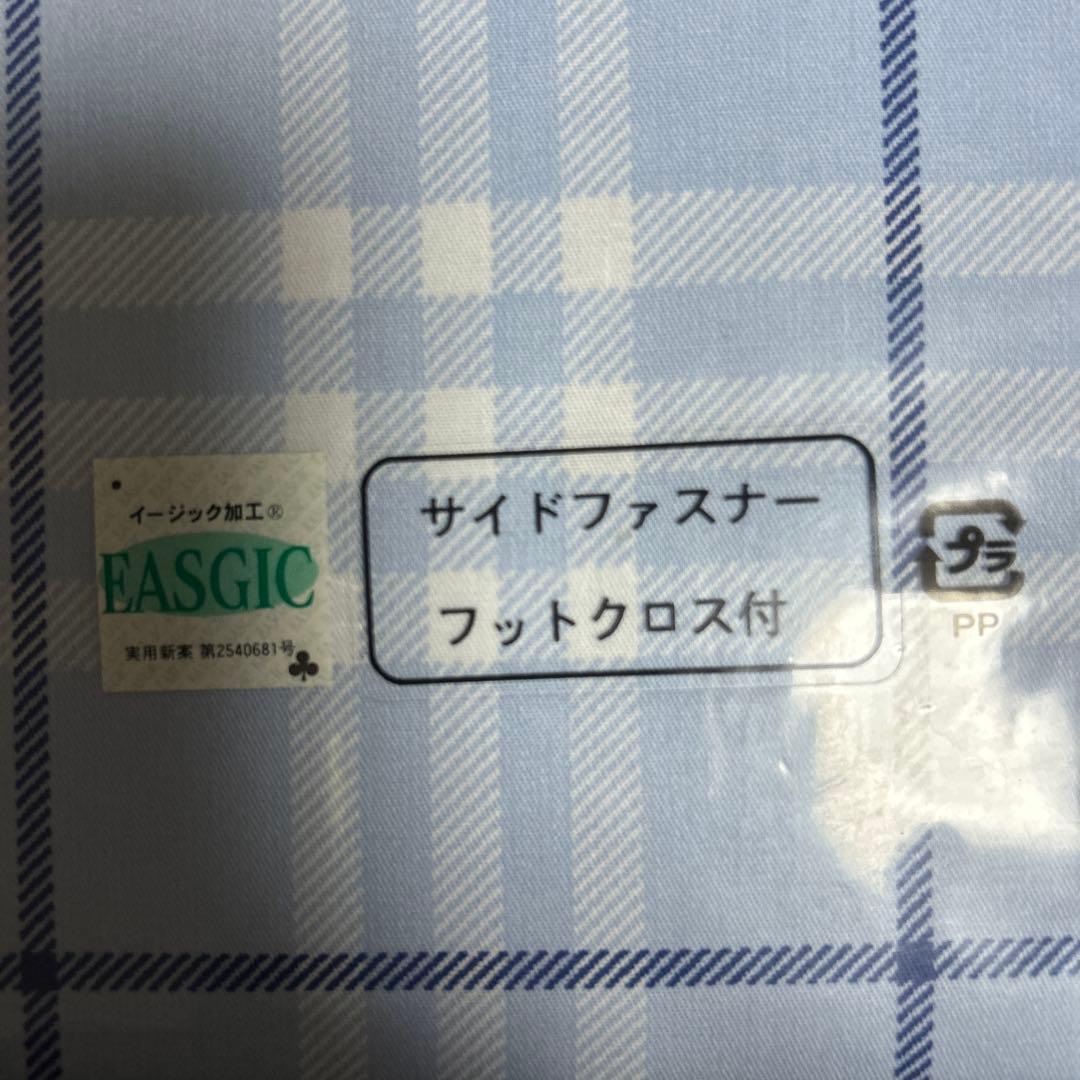 イージック加工®
EASGIC
実用新案 第2540681号
サイドファスナー
フットクロス付
プラ
PP